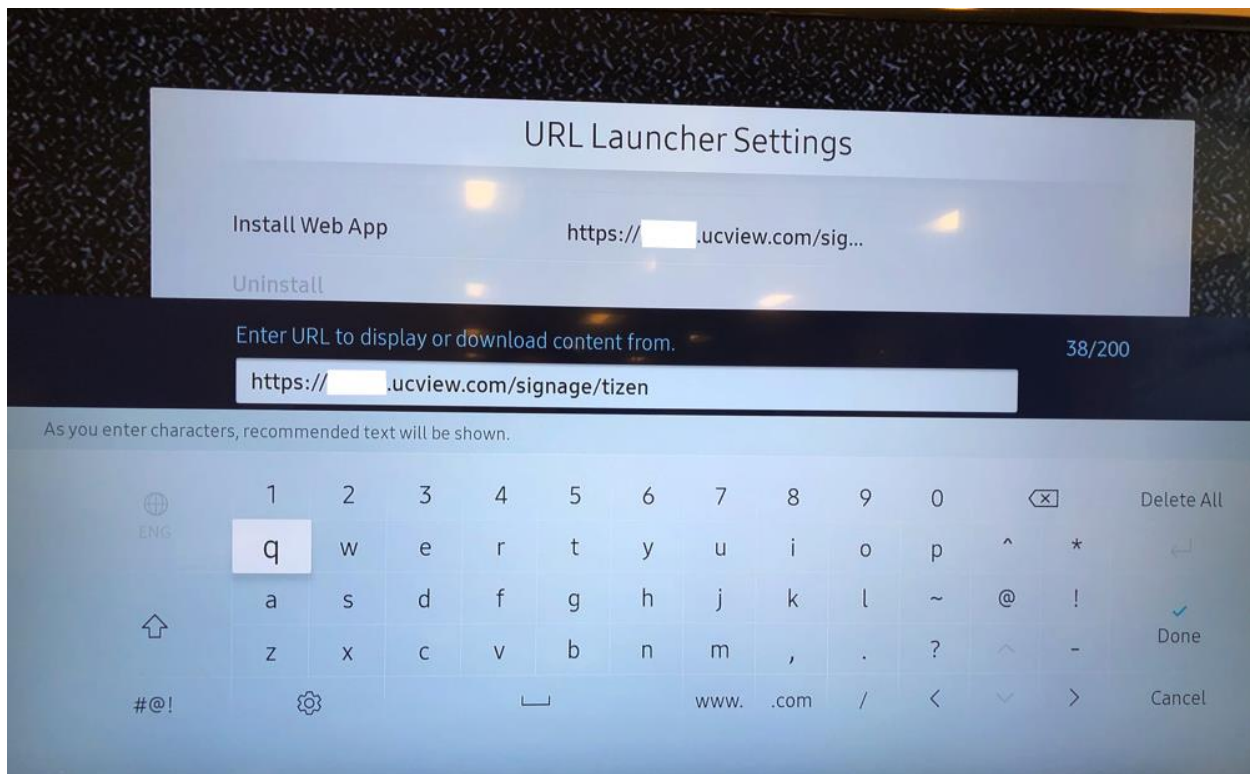 URL Launcher Settings
Install Web App https:// .ucview.com/sig...
Uninstall
Enter URL to display or download content from. 38/200
https:// .ucview.com/signage/tizen
As you enter characters, recommended text will be shown.
1 2 3 4 5 6 7 8 9 0 Delete All
ENG
q w e r t y u i o p ^ *
a s d f g h j k l ~ @ !
Done
z x c v b n m , . ? -
#@! www. .com / < > Cancel